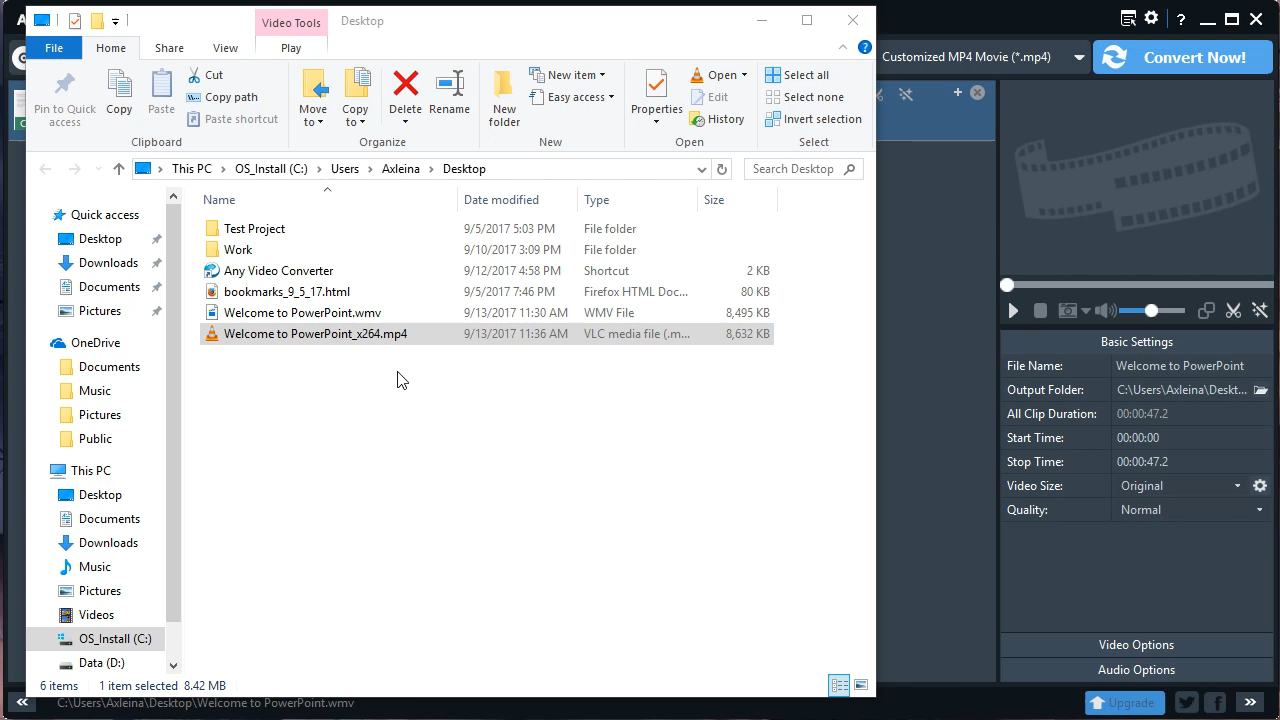 Video Tools Desktop
File Home Share View Play
Pin to Quick access
Copy
Paste
Cut
Copy path
Paste shortcut
Clipboard
Move to
Copy to
Delete
Rename
Organize
New folder
New item
Easy access
New
Properties
Open
Edit
History
Open
Select all
Select none
Invert selection
Select
This PC > OS_Install (C:) > Users > Axleina > Desktop
Search Desktop
Name Date modified Type Size
Test Project 9/5/2017 5:03 PM File folder
Work 9/10/2017 3:09 PM File folder
Any Video Converter 9/12/2017 4:58 PM Shortcut 2 KB
bookmarks_9_5_17.html 9/5/2017 7:46 PM Firefox HTML Doc... 80 KB
Welcome to PowerPoint.wmv 9/13/2017 11:30 AM WMV File 8,495 KB
Welcome to PowerPoint_x264.mp4 9/13/2017 11:36 AM VLC media file (.m... 8,632 KB
Quick access
Desktop
Downloads
Documents
Pictures
OneDrive
Documents
Music
Pictures
Public
This PC
Desktop
Documents
Downloads
Music
Pictures
Videos
OS_Install (C:)
Data (D:)
6 items 1 item selected 8.42 MB
Customized MP4 Movie (*.mp4)
Convert Now!
Basic Settings
File Name: Welcome to PowerPoint
Output Folder: C:\Users\Axleina\Deskt...
All Clip Duration: 00:00:47.2
Start Time: 00:00:00
Stop Time: 00:00:47.2
Video Size: Original
Quality: Normal
Video Options
Audio Options
C:\Users\Axleina\Desktop\Welcome to PowerPoint.wmv
Upgrade